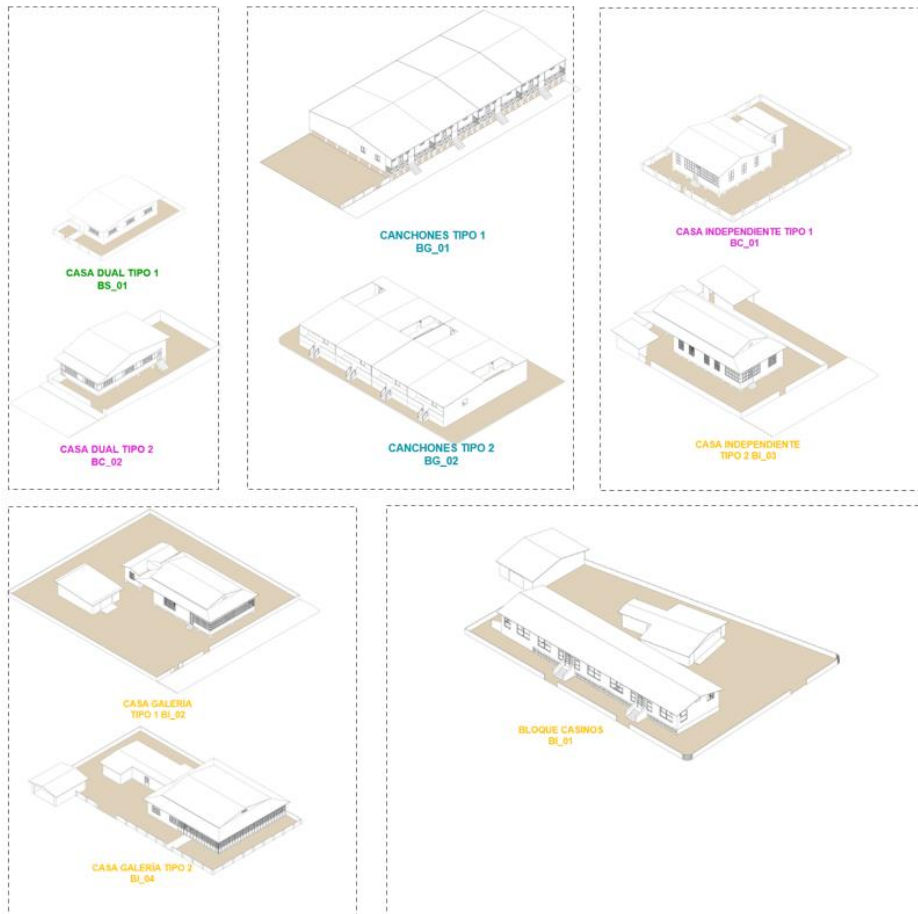 CASA DUAL TIPO 1
BS_01
CASA DUAL TIPO 2
BC_02
CANCHONES TIPO 1
BG_01
CANCHONES TIPO 2
BG_02
CASA INDEPENDIENTE TIPO 1
BC_01
CASA INDEPENDIENTE
TIPO 2 BI_03
CASA GALERÍA
TIPO 1 BI_02
CASA GALERÍA TIPO 2
BI_04
BLOQUE CASINOS
BI_01